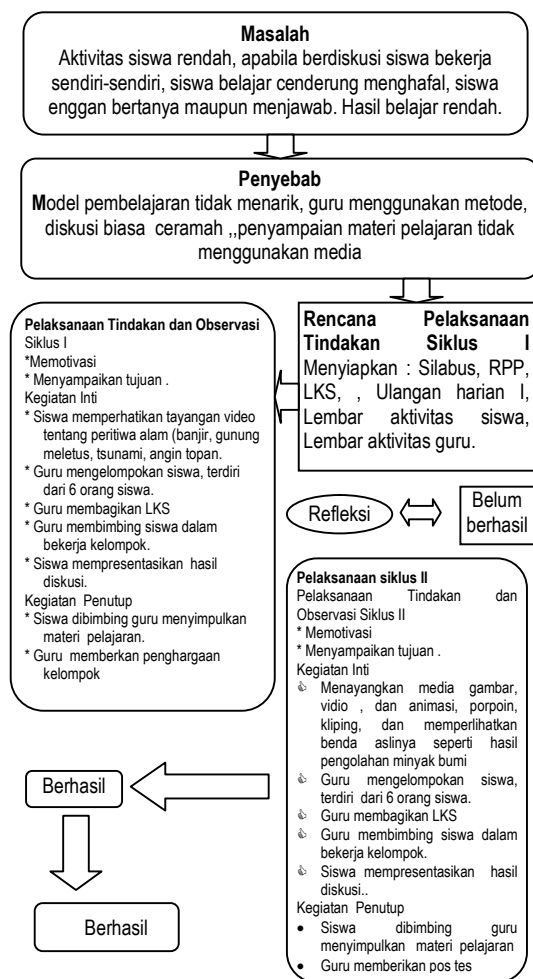 Masalah
Aktivitas siswa rendah, apabila berdiskusi siswa bekerja
sendiri-sendiri, siswa belajar cenderung menghafal, siswa
enggan bertanya maupun menjawab. Hasil belajar rendah.
Penyebab
Model pembelajaran tidak menarik, guru menggunakan metode,
diskusi biasa ceramah ,,penyampaian materi pelajaran tidak
menggunakan media
Rencana Pelaksanaan
Tindakan Siklus I
Menyiapkan : Silabus, RPP,
LKS, , Ulangan harian I,
Lembar aktivitas siswa,
Lembar aktivitas guru.
Pelaksanaan Tindakan dan Observasi
Siklus I
*Memotivasi
* Menyampaikan tujuan .
Kegiatan Inti
* Siswa memperhatikan tayangan video
tentang peritiwa alam (banjir, gunung
meletus, tsunami, angin topan.
* Guru mengelompokan siswa, terdiri
dari 6 orang siswa.
* Guru membagikan LKS
* Guru membimbing siswa dalam
bekerja kelompok.
* Siswa mempresentasikan hasil
diskusi.
Kegiatan Penutup
* Siswa dibimbing guru menyimpulkan
materi pelajaran.
* Guru memberkan penghargaan
kelompok
Refleksi
Belum
berhasil
Pelaksanaan siklus II
Pelaksanaan Tindakan dan
Observasi Siklus II
* Memotivasi
* Menyampaikan tujuan .
Kegiatan Inti
Menayangkan media gambar,
vidio , dan animasi, porpoin,
kliping, dan memperlihatkan
benda aslinya seperti hasil
pengolahan minyak bumi
Guru mengelompokan siswa,
terdiri dari 6 orang siswa.
Guru membagikan LKS
Guru membimbing siswa dalam
bekerja kelompok.
Siswa mempresentasikan hasil
diskusi..
Kegiatan Penutup
• Siswa dibimbing guru
menyimpulkan materi pelajaran
• Guru memberikan pos tes
Berhasil
Berhasil